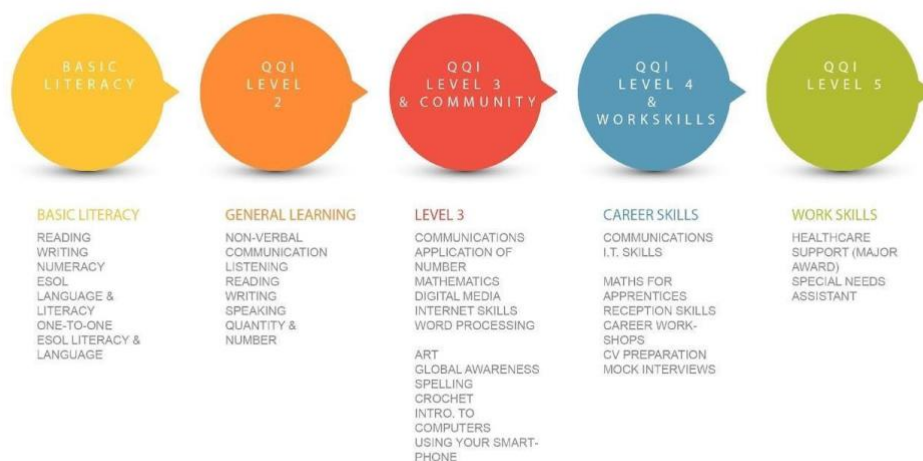 BASIC
LITERACY
QQI
LEVEL
2
QQI
LEVEL 3
& COMMUNITY
QQI
LEVEL 4
&
WORKSKILLS
QQI
LEVEL 5
BASIC LITERACY
READING
WRITING
NUMERACY
ESOL
LANGUAGE &
LITERACY
ONE-TO-ONE
ESOL LITERACY &
LANGUAGE
GENERAL LEARNING
NON-VERBAL
COMMUNICATION
LISTENING
READING
WRITING
SPEAKING
QUANTITY &
NUMBER
LEVEL 3
COMMUNICATIONS
APPLICATION OF
NUMBER
MATHEMATICS
DIGITAL MEDIA
INTERNET SKILLS
WORD PROCESSING
ART
GLOBAL AWARENESS
SPELLING
CROCHET
INTRO. TO
COMPUTERS
USING YOUR SMART-
PHONE
CAREER SKILLS
COMMUNICATIONS
I.T. SKILLS
MATHS FOR
APPRENTICES
RECEPTION SKILLS
CAREER WORK-
SHOPS
CV PREPARATION
MOCK INTERVIEWS
WORK SKILLS
HEALTHCARE
SUPPORT (MAJOR
AWARD)
SPECIAL NEEDS
ASSISTANT